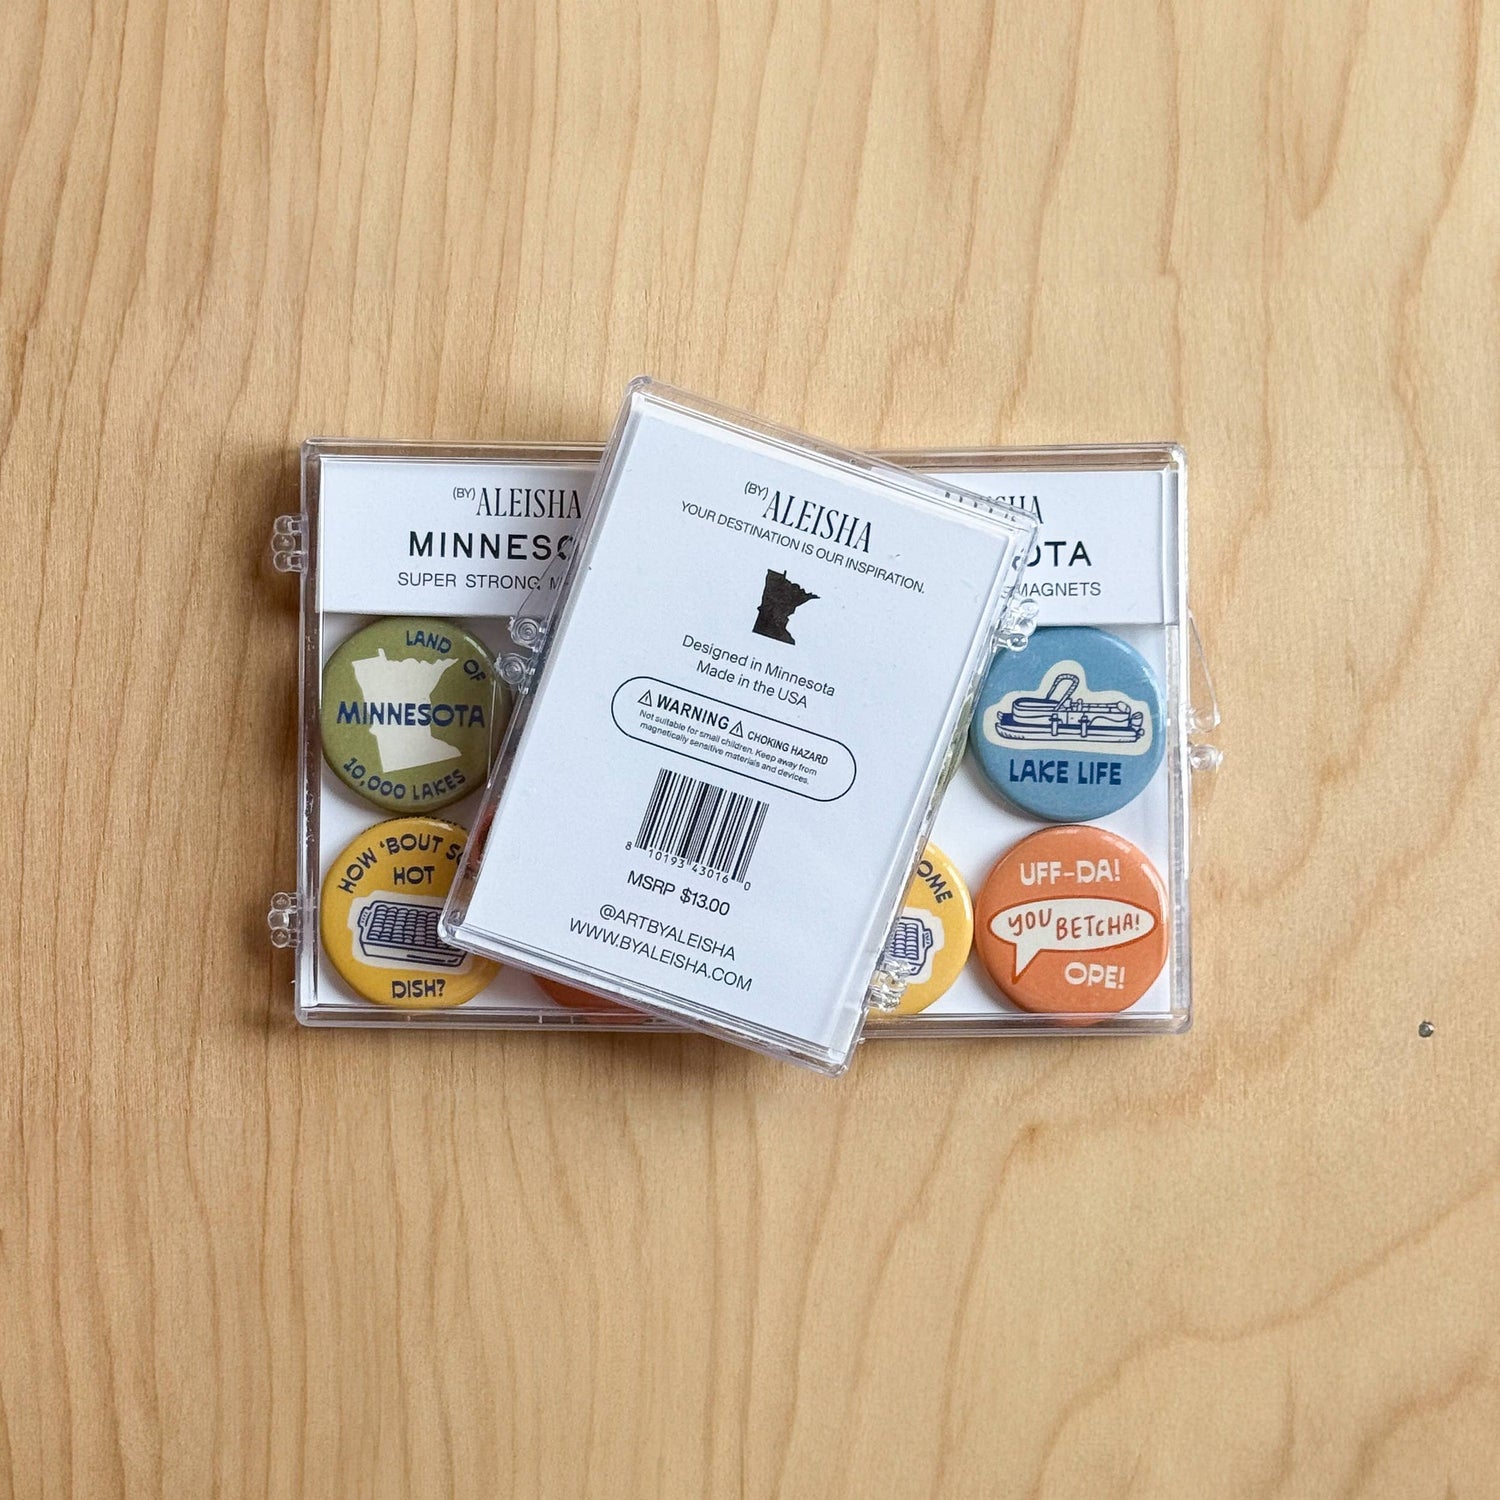 (BY) ALEISHA
MINNESO
SUPER STRONG
LAND OF
MINNESOTA
10,000 LAKES
HOW 'BOUT
HOT
DISH?
(BY) ALEISHA
YOUR DESTINATION IS OUR INSPIRATION.
Designed in Minnesota
Made in the USA
WARNING CHOKING HAZARD
Not suitable for small children. Keep away from
magnetically sensitive materials and devices.
8 10193 43016 0
MSRP $13.00
@ARTBYALEISHA
WWW.BYALEISHA.COM
ALEISHA
OTA
MAGNETS
LAKE LIFE
OME
UFF-DA!
YOU BETCHA!
OPE!